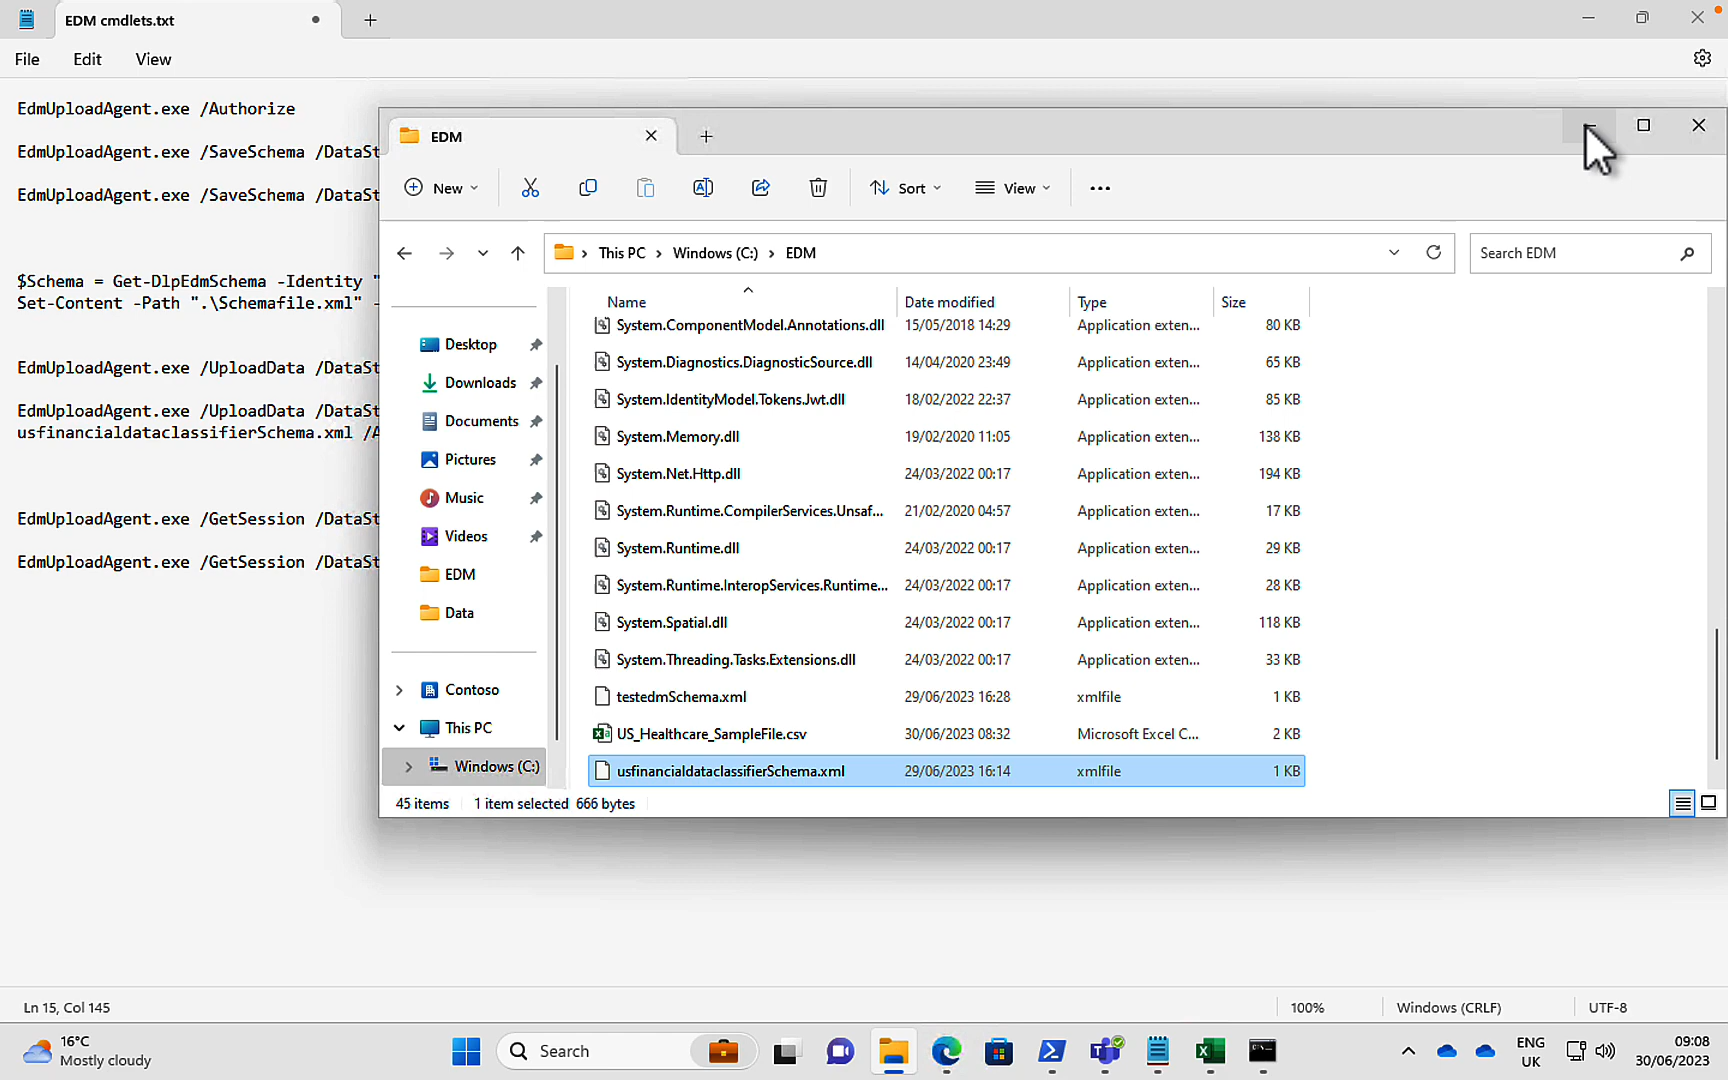 EDM cmdlets.txt
File Edit View
EdmUploadAgent.exe /Authorize
EdmUploadAgent.exe /SaveSchema /DataSt
EdmUploadAgent.exe /SaveSchema /DataSt
$Schema = Get-DlpEdmSchema -Identity "
Set-Content -Path ".\Schemafile.xml" -
EdmUploadAgent.exe /UploadData /DataSt
EdmUploadAgent.exe /UploadData /DataSt
usfinancialdataclassifierSchema.xml /A
EdmUploadAgent.exe /GetSession /DataSt
EdmUploadAgent.exe /GetSession /DataSt
EDM
New Sort View
This PC > Windows (C:) > EDM
Search EDM
Desktop
Downloads
Documents
Pictures
Music
Videos
EDM
Data
Contoso
This PC
Windows (C:)
Name Date modified Type Size
System.ComponentModel.Annotations.dll 15/05/2018 14:29 Application exten... 80 KB
System.Diagnostics.DiagnosticSource.dll 14/04/2020 23:49 Application exten... 65 KB
System.IdentityModel.Tokens.Jwt.dll 18/02/2022 22:37 Application exten... 85 KB
System.Memory.dll 19/02/2020 11:05 Application exten... 138 KB
System.Net.Http.dll 24/03/2022 00:17 Application exten... 194 KB
System.Runtime.CompilerServices.Unsaf... 21/02/2020 04:57 Application exten... 17 KB
System.Runtime.dll 24/03/2022 00:17 Application exten... 29 KB
System.Runtime.InteropServices.Runtime... 24/03/2022 00:17 Application exten... 28 KB
System.Spatial.dll 24/03/2022 00:17 Application exten... 118 KB
System.Threading.Tasks.Extensions.dll 24/03/2022 00:17 Application exten... 33 KB
testedmSchema.xml 29/06/2023 16:28 xmlfile 1 KB
US_Healthcare_SampleFile.csv 30/06/2023 08:32 Microsoft Excel C... 2 KB
usfinancialdataclassifierSchema.xml 29/06/2023 16:14 xmlfile 1 KB
45 items 1 item selected 666 bytes
Ln 15, Col 145 100% Windows (CRLF) UTF-8
16°C
Mostly cloudy
Search
ENG
UK
09:08
30/06/2023